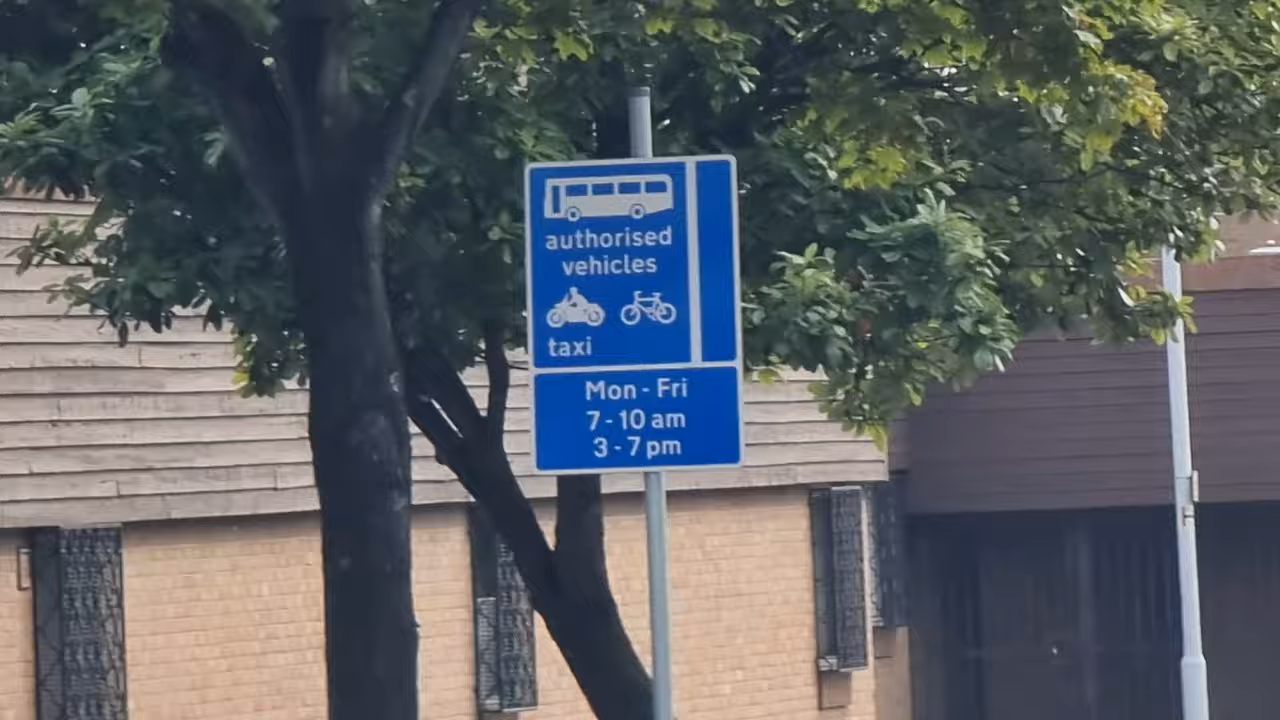 authorised
vehicles
taxi
Mon - Fri
7 - 10 am
3 - 7 pm